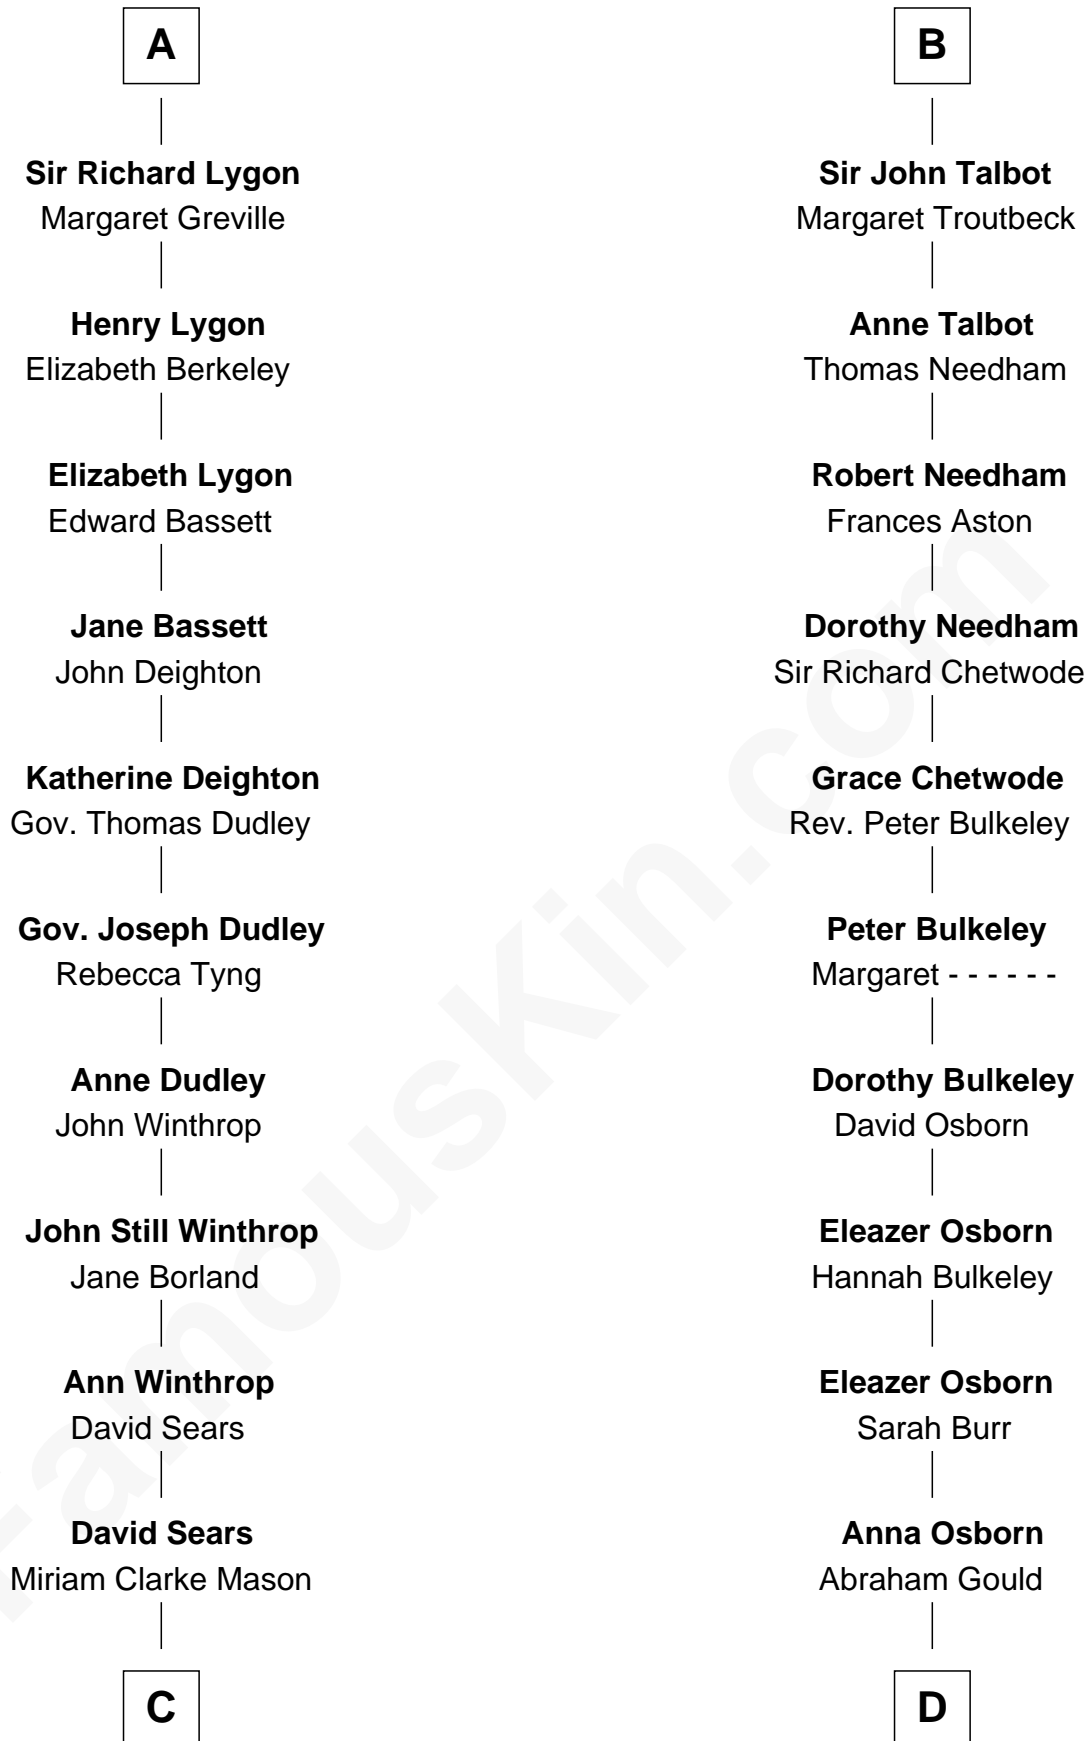 A
Sir Richard Lygon
Margaret Greville
Henry Lygon
Elizabeth Berkeley
Elizabeth Lygon
Edward Bassett
Jane Bassett
John Deighton
Katherine Deighton
Gov. Thomas Dudley
Gov. Joseph Dudley
Rebecca Tyng
Anne Dudley
John Winthrop
John Still Winthrop
Jane Borland
Ann Winthrop
David Sears
David Sears
Miriam Clarke Mason
C
B
Sir John Talbot
Margaret Troutbeck
Anne Talbot
Thomas Needham
Robert Needham
Frances Aston
Dorothy Needham
Sir Richard Chetwode
Grace Chetwode
Rev. Peter Bulkeley
Peter Bulkeley
Margaret - - - - - -
Dorothy Bulkeley
David Osborn
Eleazer Osborn
Hannah Bulkeley
Eleazer Osborn
Sarah Burr
Anna Osborn
Abraham Gould
D
FamousKin.com